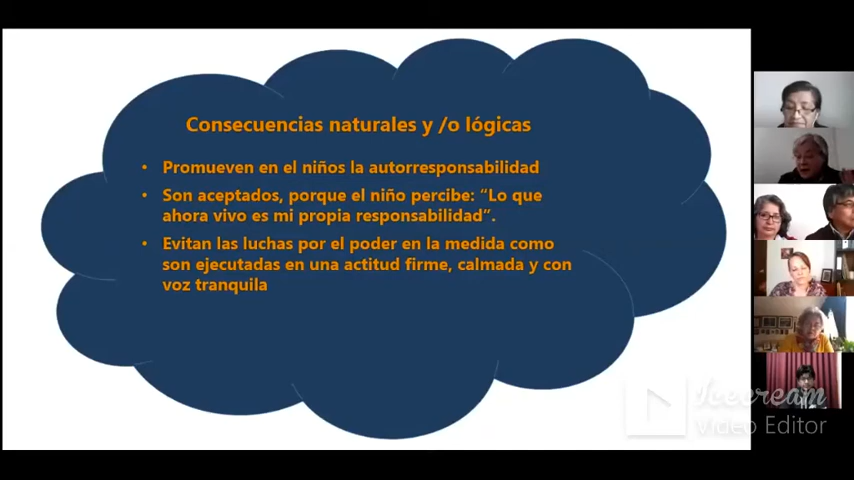 Consecuencias naturales y /o lógicas
• Promueven en el niños la autorresponsabilidad
• Son aceptados, porque el niño percibe: “Lo que
ahora vivo es mi propia responsabilidad”.
• Evitan las luchas por el poder en la medida como
son ejecutadas en una actitud firme, calmada y con
voz tranquila
Icecream
Video Editor